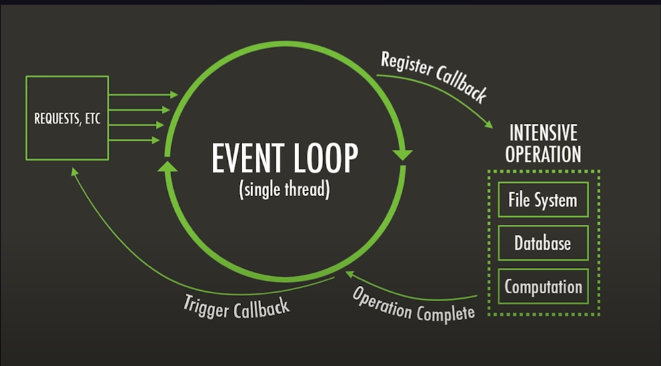 REQUESTS, ETC
EVENT LOOP
(single thread)
Register Callback
INTENSIVE
OPERATION
File System
Database
Computation
Operation Complete
Trigger Callback